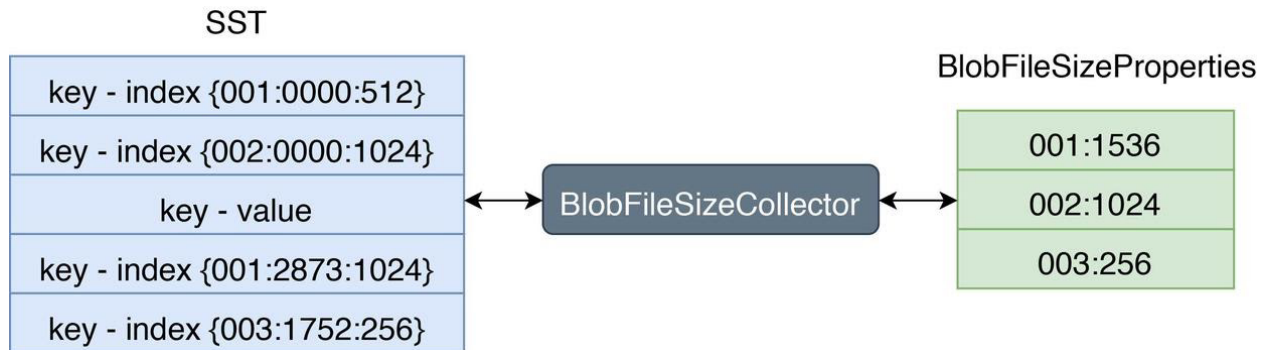 SST
key - index {001:0000:512}
key - index {002:0000:1024}
key - value
key - index {001:2873:1024}
key - index {003:1752:256}
BlobFileSizeCollector
BlobFileSizeProperties
001:1536
002:1024
003:256